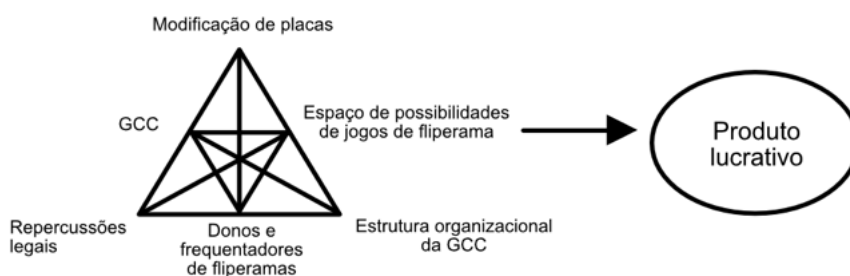 Modificação de placas
GCC
Espaço de possibilidades
de jogos de fliperama
Produto
lucrativo
Repercussões
legais
Donos e
frequentadores
de fliperamas
Estrutura organizacional
da GCC